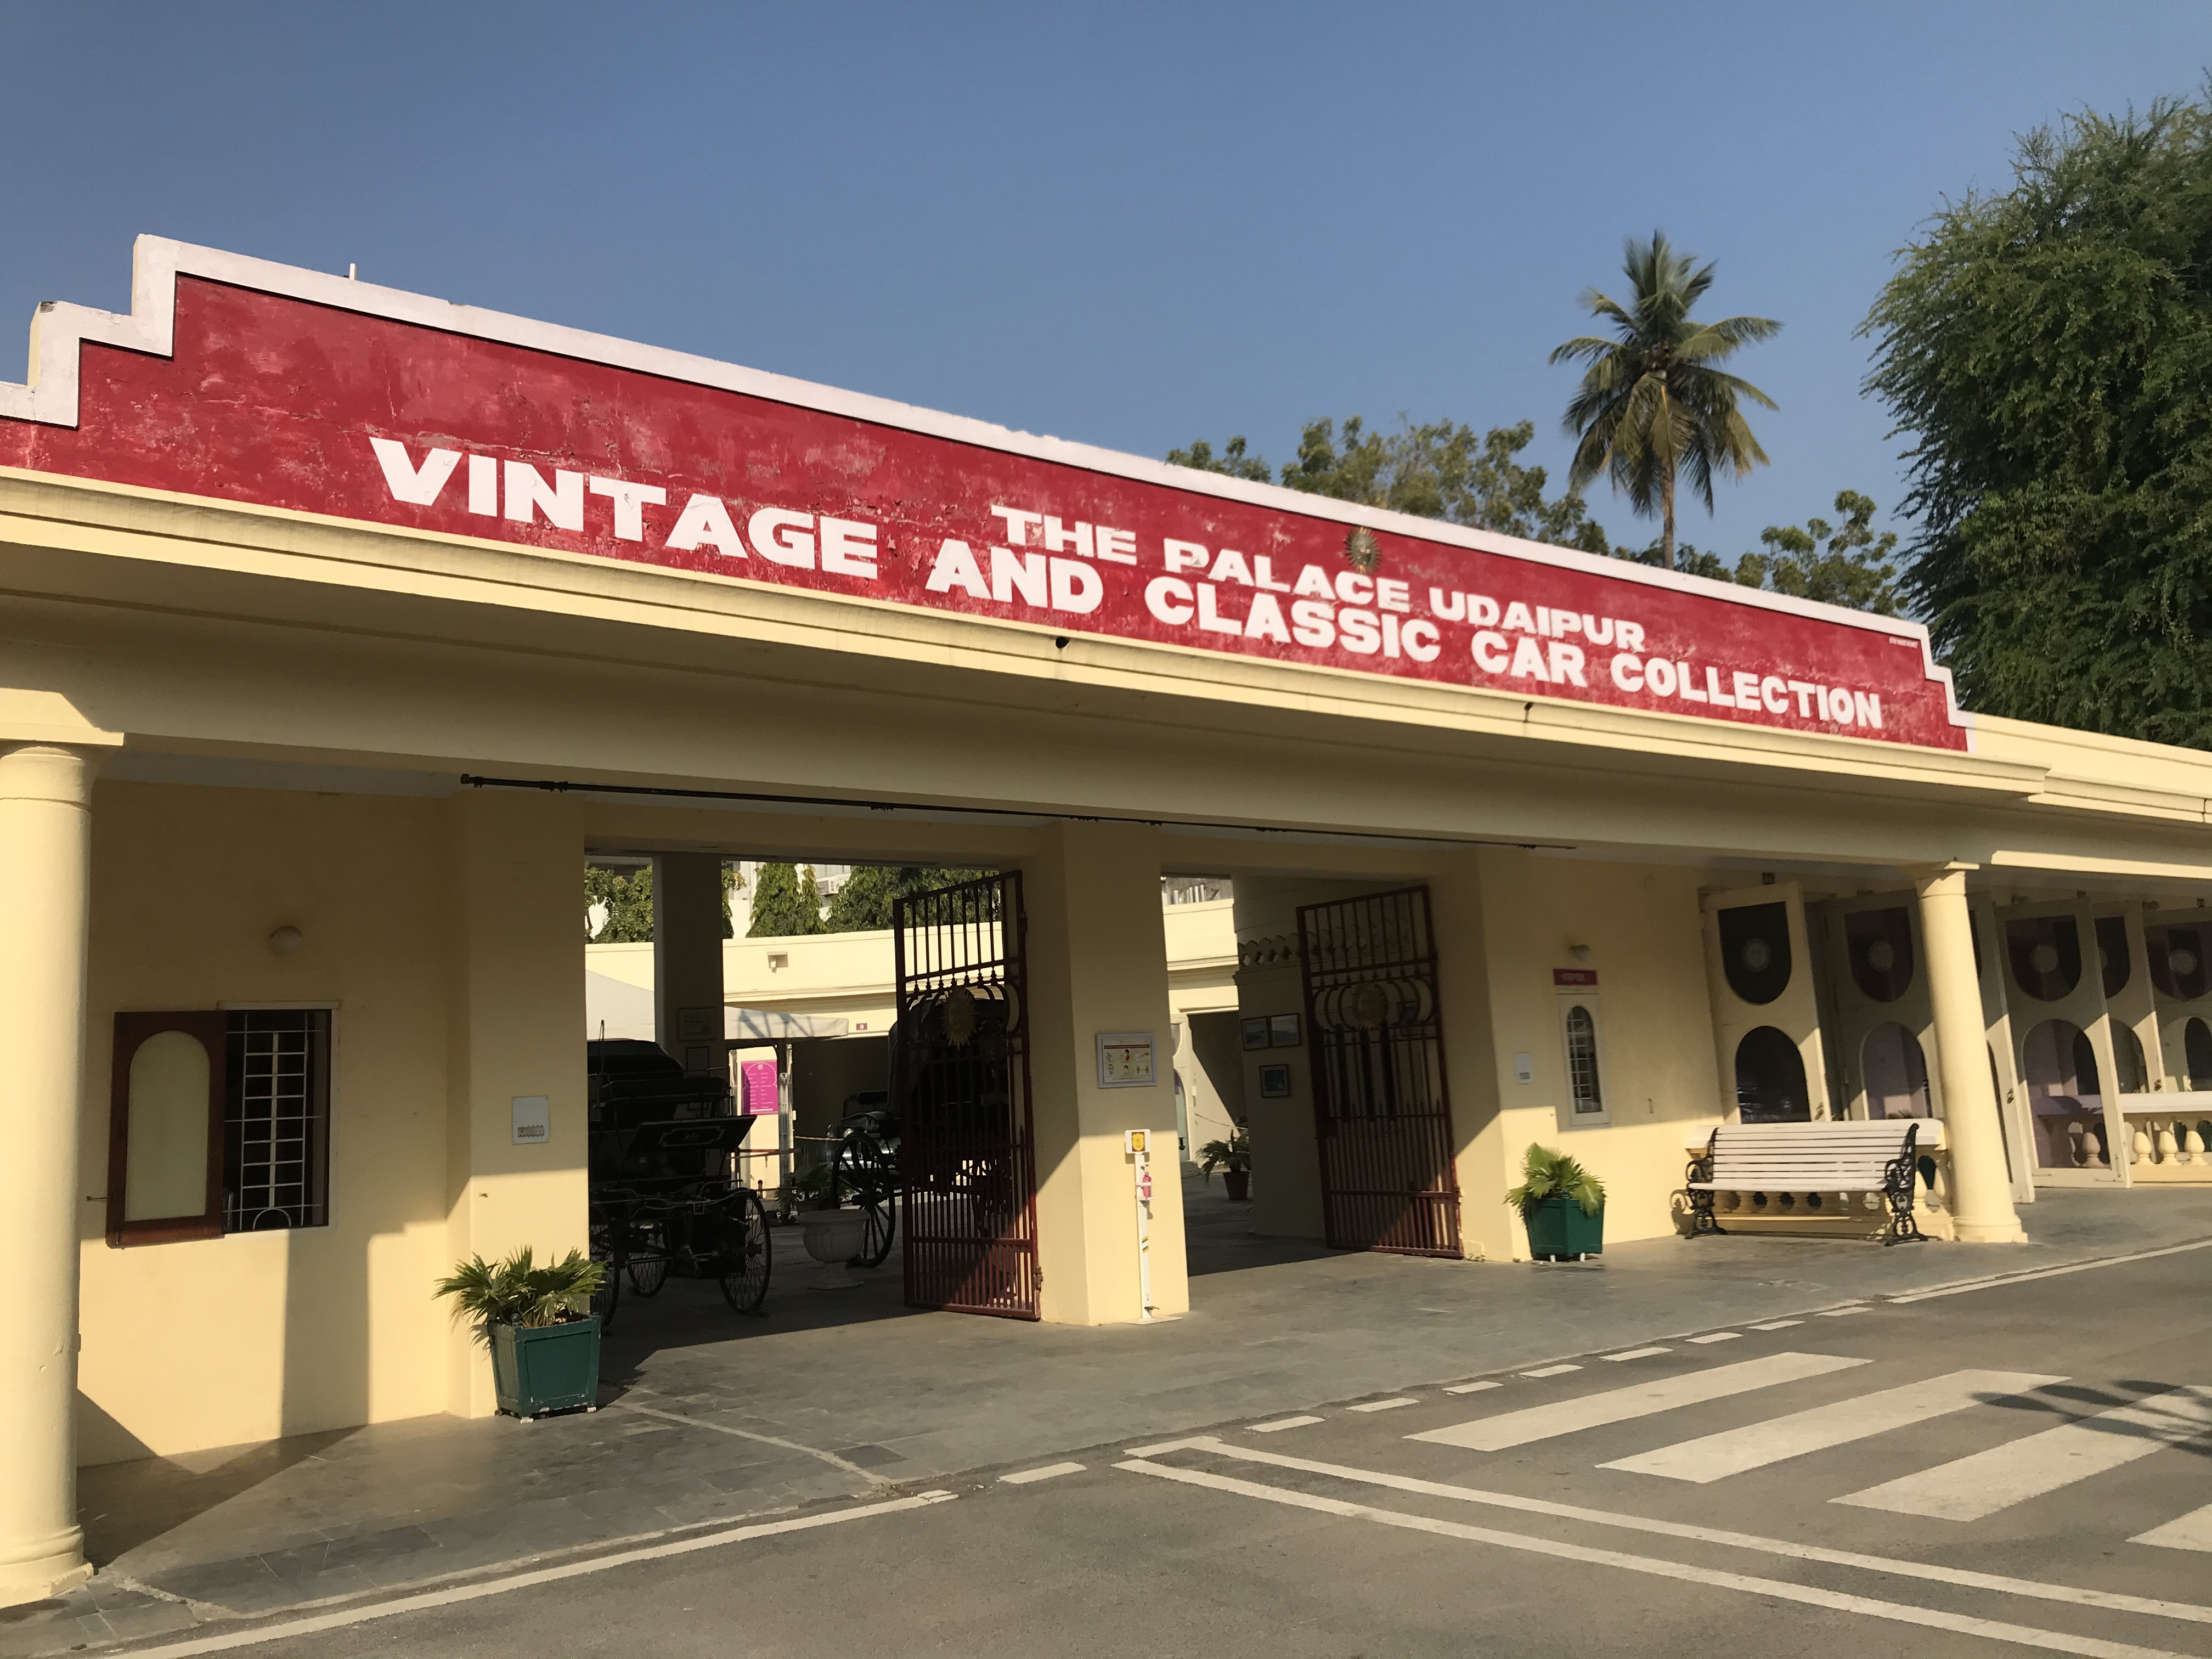 THE PALACE UDAIPUR
VINTAGE AND CLASSIC CAR COLLECTION